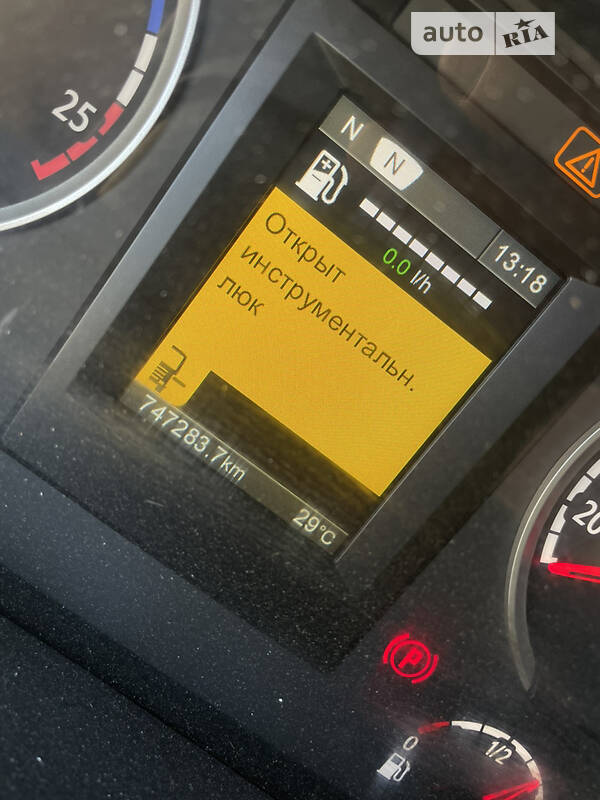 auto RIA
25
N N
13:18
0.0 l/h
Открыт
инструментальн.
люк
747283.7km
29°C
20
P
0 1/2